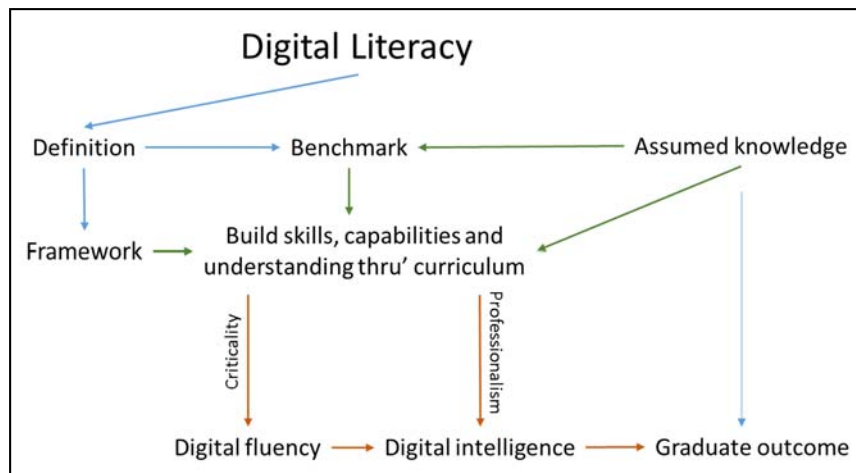 Digital Literacy
Definition
Benchmark
Assumed knowledge
Framework
Build skills, capabilities and
understanding thru' curriculum
Criticality
Professionalism
Digital fluency
Digital intelligence
Graduate outcome